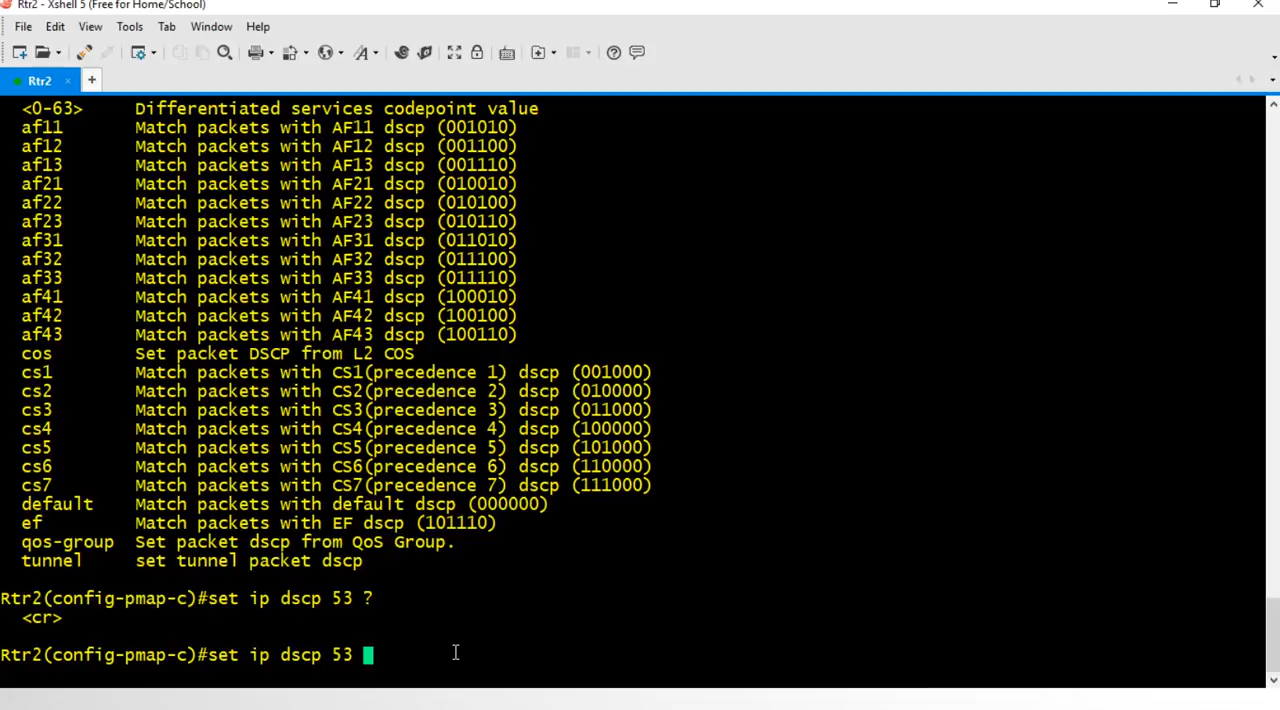 Rtr2 - Xshell 5 (Free for Home/School)
File Edit View Tools Tab Window Help
Rtr2
<0-63> Differentiated services codepoint value
af11 Match packets with AF11 dscp (001010)
af12 Match packets with AF12 dscp (001100)
af13 Match packets with AF13 dscp (001110)
af21 Match packets with AF21 dscp (010010)
af22 Match packets with AF22 dscp (010100)
af23 Match packets with AF23 dscp (010110)
af31 Match packets with AF31 dscp (011010)
af32 Match packets with AF32 dscp (011100)
af33 Match packets with AF33 dscp (011110)
af41 Match packets with AF41 dscp (100010)
af42 Match packets with AF42 dscp (100100)
af43 Match packets with AF43 dscp (100110)
cos Set packet DSCP from L2 COS
cs1 Match packets with CS1(precedence 1) dscp (001000)
cs2 Match packets with CS2(precedence 2) dscp (010000)
cs3 Match packets with CS3(precedence 3) dscp (011000)
cs4 Match packets with CS4(precedence 4) dscp (100000)
cs5 Match packets with CS5(precedence 5) dscp (101000)
cs6 Match packets with CS6(precedence 6) dscp (110000)
cs7 Match packets with CS7(precedence 7) dscp (111000)
default Match packets with default dscp (000000)
ef Match packets with EF dscp (101110)
qos-group Set packet dscp from QoS Group.
tunnel set tunnel packet dscp
Rtr2(config-pmap-c)#set ip dscp 53 ?
<cr>
Rtr2(config-pmap-c)#set ip dscp 53